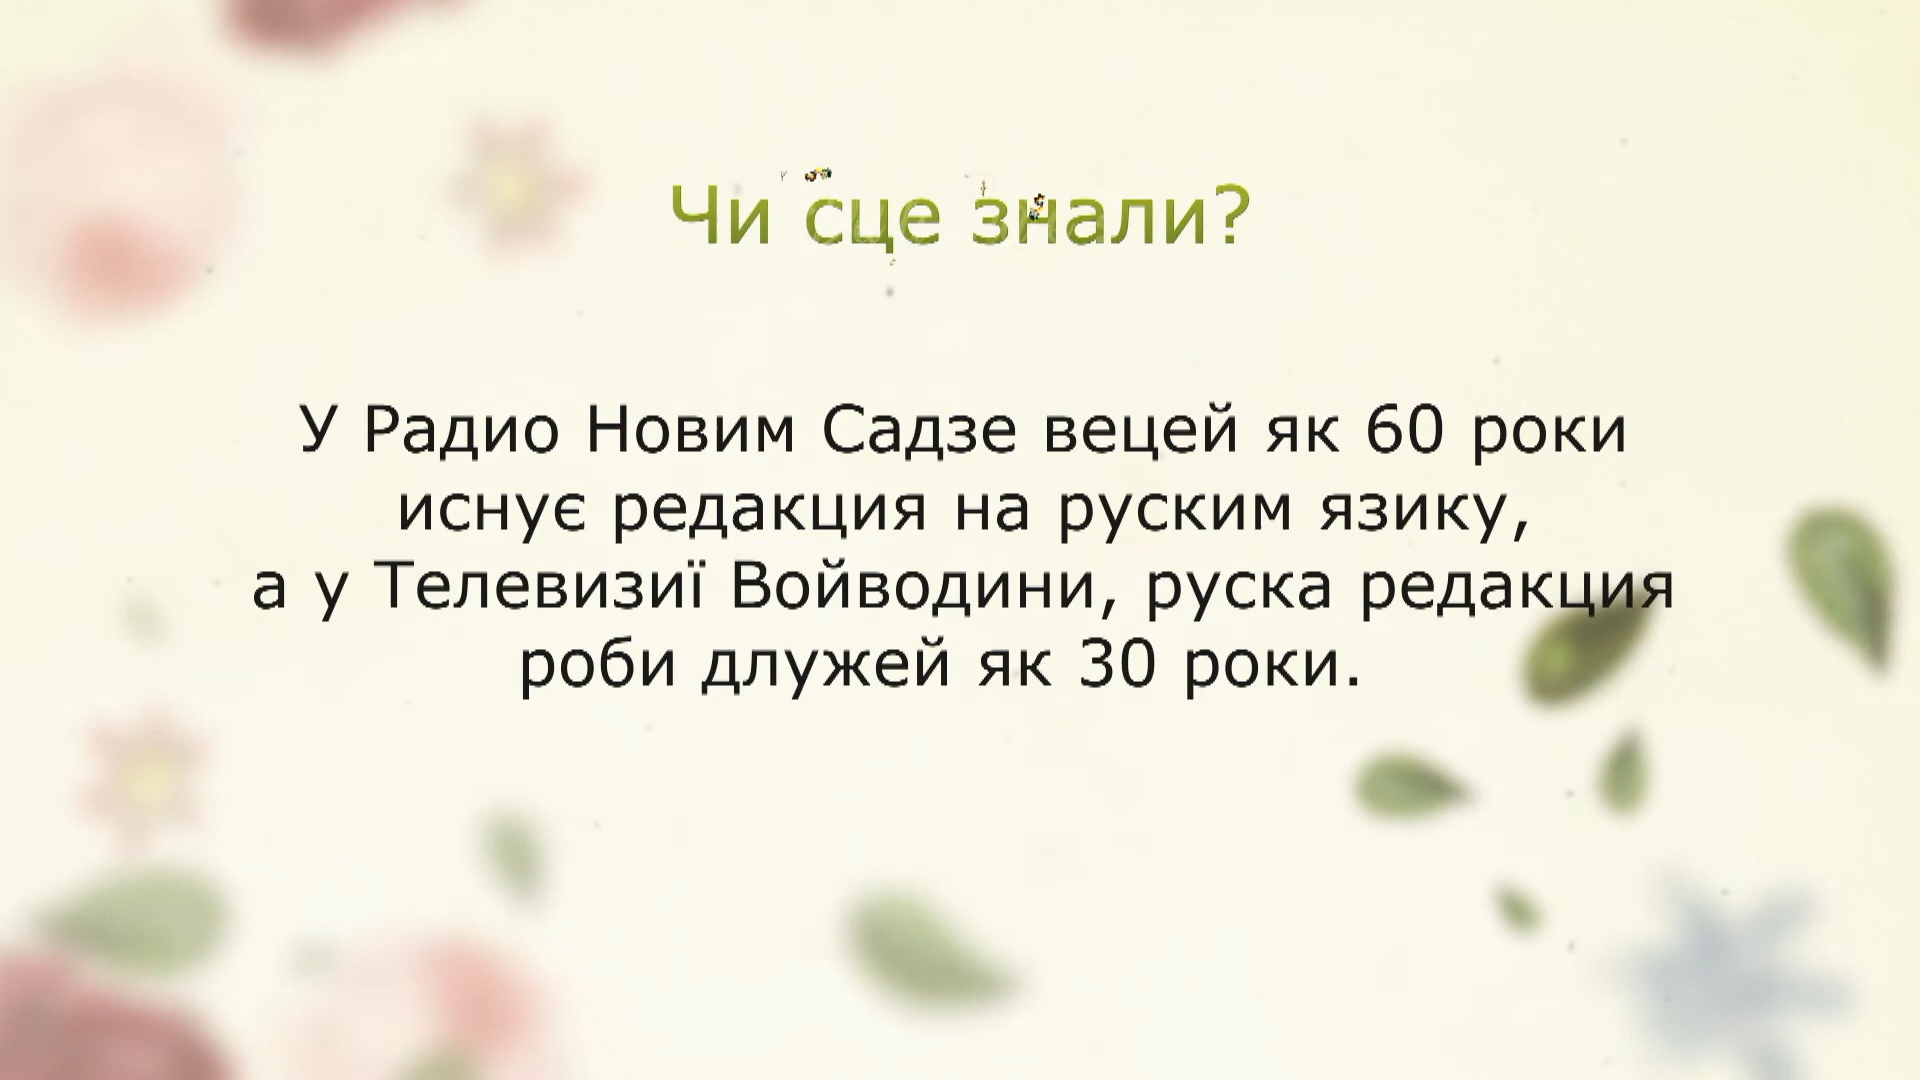 Чи сце знали?
У Радио Новим Садзе вецей як 60 роки
иснує редакция на руским язику,
а у Телевизиї Войводини, руска редакция
роби длужей як 30 роки.